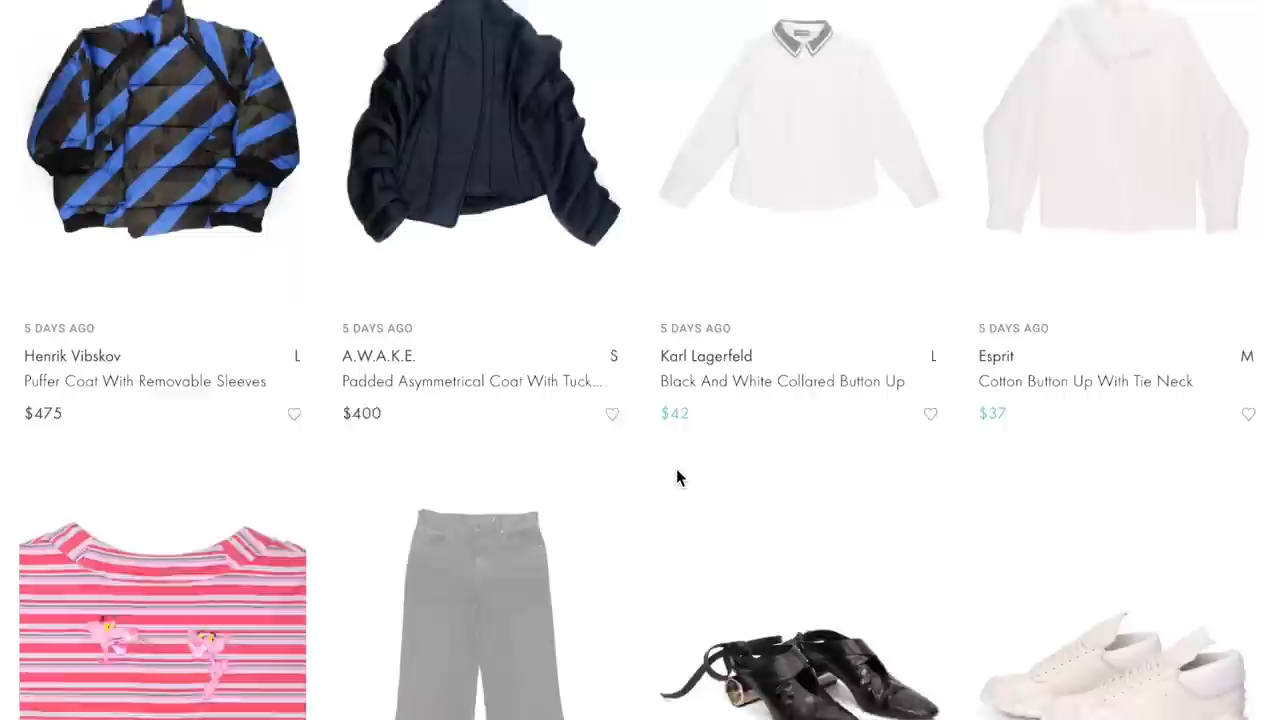 5 DAYS AGO
Henrik Vibskov L
Puffer Coat With Removable Sleeves
$475
5 DAYS AGO
A.W.A.K.E. S
Padded Asymmetrical Coat With Tuck...
$400
5 DAYS AGO
Karl Lagerfeld L
Black And White Collared Button Up
$42
5 DAYS AGO
Esprit M
Cotton Button Up With Tie Neck
$37